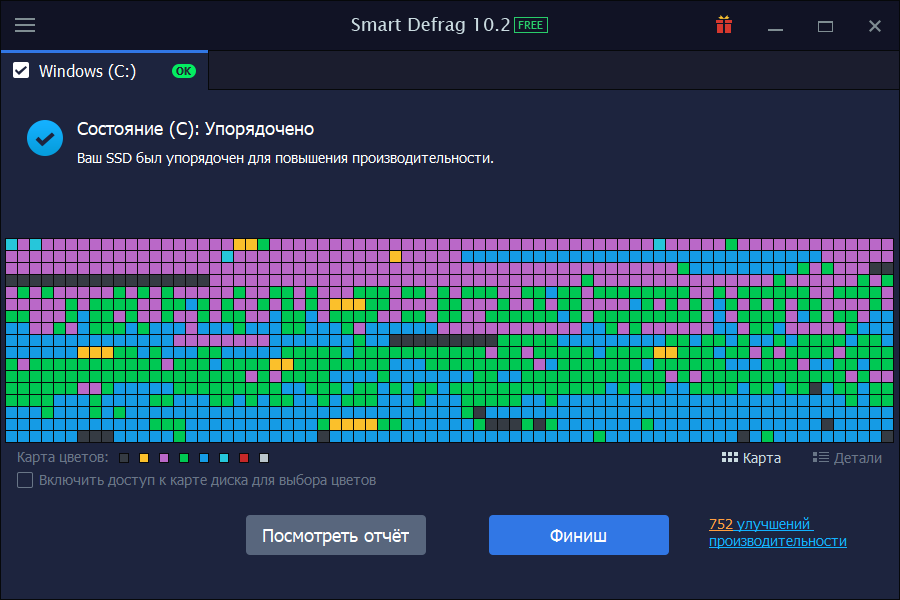 Smart Defrag 10.2 FREE
Windows (C:) OK
Состояние (C): Упорядочено
Ваш SSD был упорядочен для повышения производительности.
Карта цветов:
Карта
Детали
Включить доступ к карте диска для выбора цветов
Посмотреть отчёт
Финиш
752 улучшений
производительности